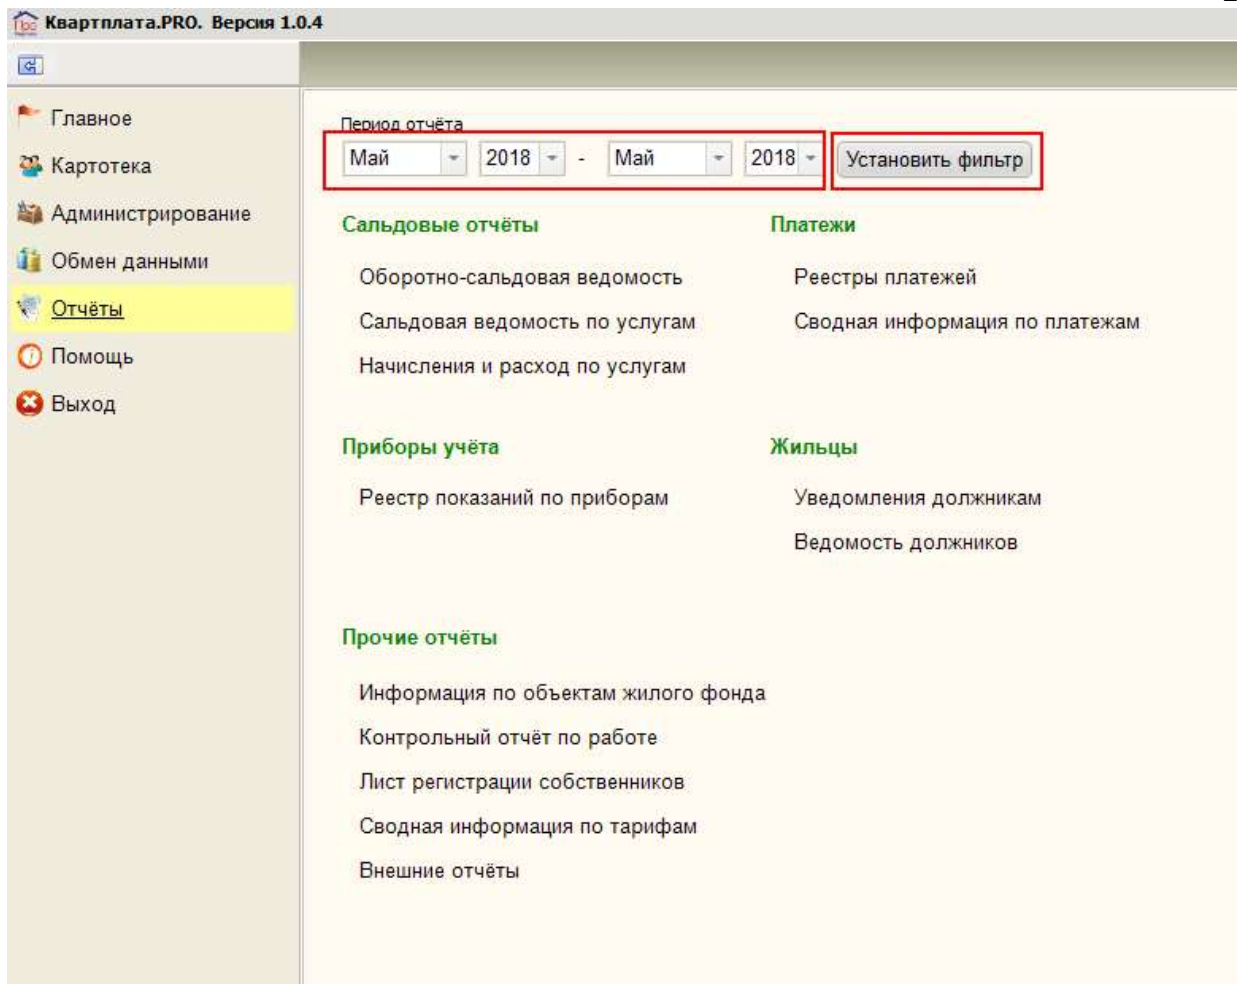 Квартплата.PRO. Версия 1.0.4
Главное
Картотека
Администрирование
Обмен данными
Отчёты
Помощь
Выход
Период отчёта
Май 2018 - Май 2018 Установить фильтр
Сальдовые отчёты
Оборотно-сальдовая ведомость
Сальдовая ведомость по услугам
Начисления и расход по услугам
Платежи
Реестры платежей
Сводная информация по платежам
Приборы учёта
Реестр показаний по приборам
Жильцы
Уведомления должникам
Ведомость должников
Прочие отчёты
Информация по объектам жилого фонда
Контрольный отчёт по работе
Лист регистрации собственников
Сводная информация по тарифам
Внешние отчёты